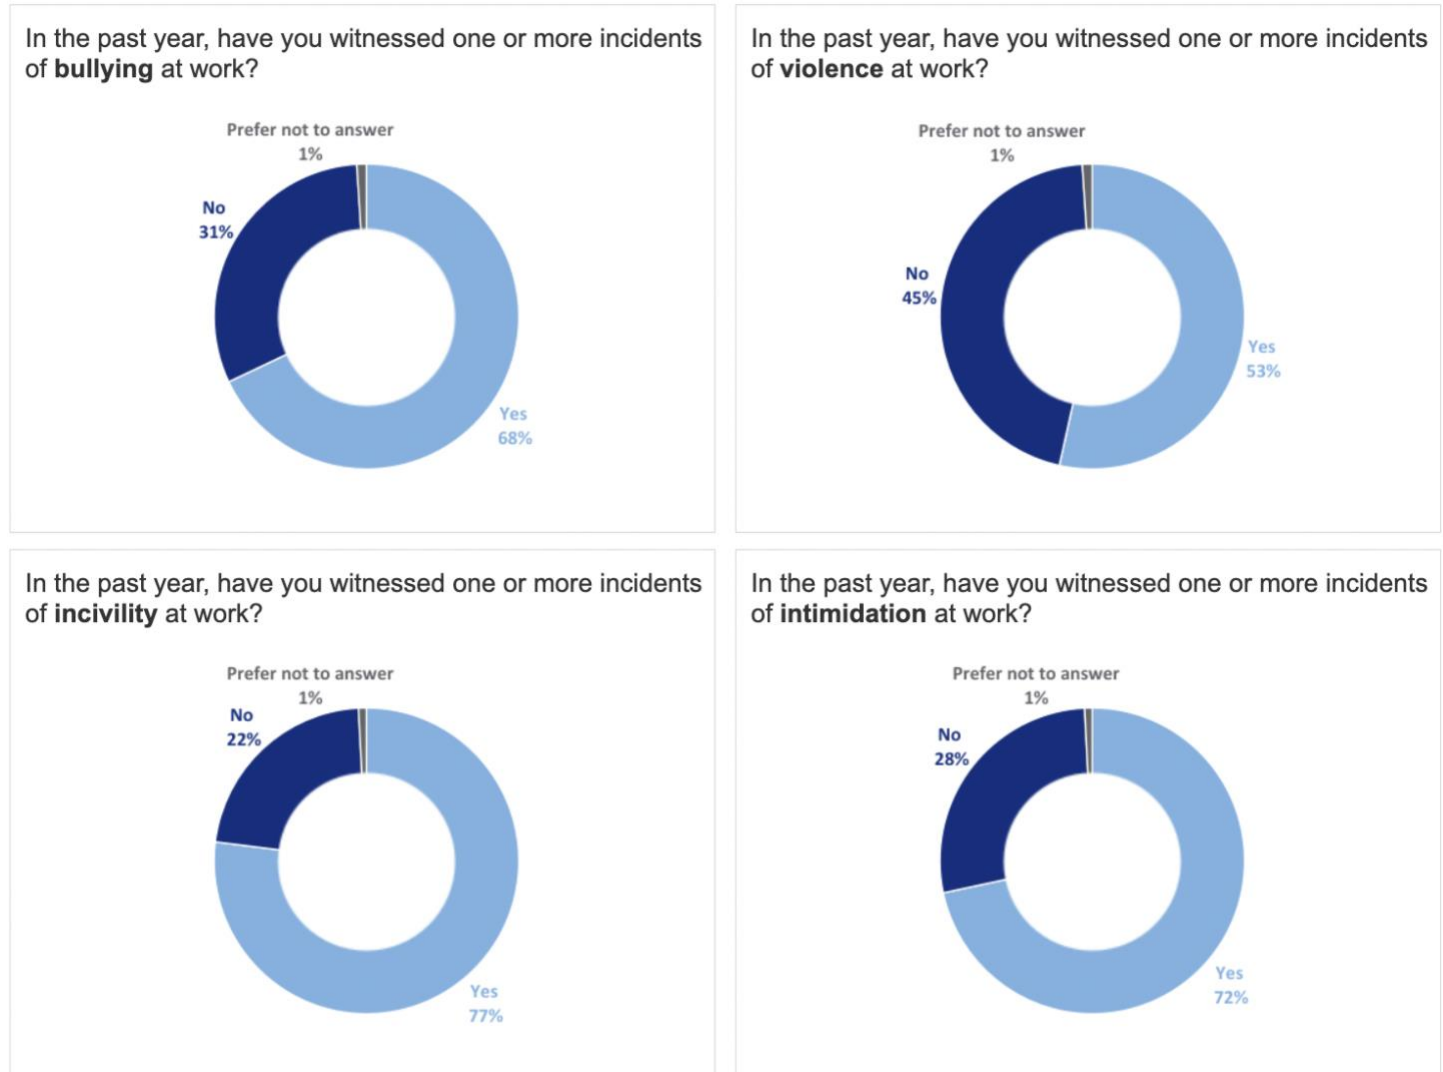 In the past year, have you witnessed one or more incidents
of bullying at work?
Prefer not to answer
1%
No
31%
Yes
68%
In the past year, have you witnessed one or more incidents
of violence at work?
Prefer not to answer
1%
No
45%
Yes
53%
In the past year, have you witnessed one or more incidents
of incivility at work?
Prefer not to answer
1%
No
22%
Yes
77%
In the past year, have you witnessed one or more incidents
of intimidation at work?
Prefer not to answer
1%
No
28%
Yes
72%